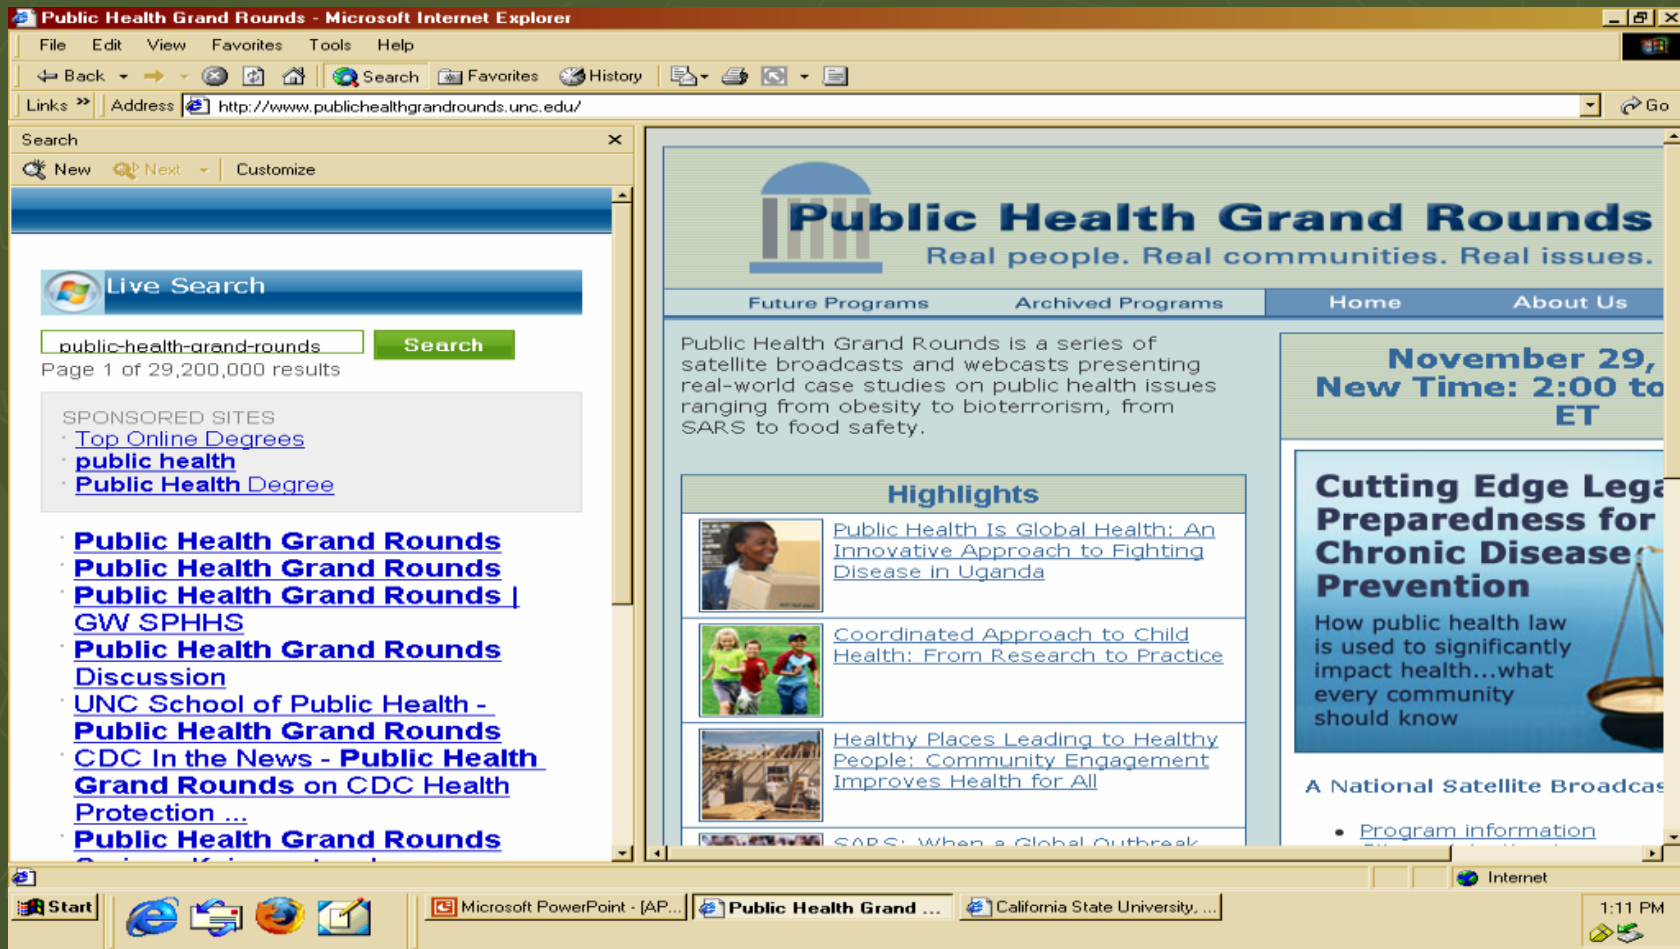 Public Health Grand Rounds - Microsoft Internet Explorer
File Edit View Favorites Tools Help
Back Search Favorites History
Links » Address http://www.publichealthgrandrounds.unc.edu/ Go
Search
New Next Customize
Live Search
public-health-grand-rounds Search
Page 1 of 29,200,000 results
SPONSORED SITES
Top Online Degrees
public health
Public Health Degree
Public Health Grand Rounds
Public Health Grand Rounds
Public Health Grand Rounds |
GW SPHHS
Public Health Grand Rounds
Discussion
UNC School of Public Health -
Public Health Grand Rounds
CDC In the News - Public Health
Grand Rounds on CDC Health
Protection ...
Public Health Grand Rounds
Public Health Grand Rounds
Real people. Real communities. Real issues.
Future Programs Archived Programs Home About Us
Public Health Grand Rounds is a series of
satellite broadcasts and webcasts presenting
real-world case studies on public health issues
ranging from obesity to bioterrorism, from
SARS to food safety.
Highlights
Public Health Is Global Health: An
Innovative Approach to Fighting
Disease in Uganda
Coordinated Approach to Child
Health: From Research to Practice
Healthy Places Leading to Healthy
People: Community Engagement
Improves Health for All
SARS: When a Global Outbreak
November 29,
New Time: 2:00 to
ET
Cutting Edge Lega
Preparedness for
Chronic Disease
Prevention
How public health law
is used to significantly
impact health...what
every community
should know
A National Satellite Broadcas
Program information
Internet
Start Microsoft PowerPoint - [AP... Public Health Grand ... California State University, ... 1:11 PM